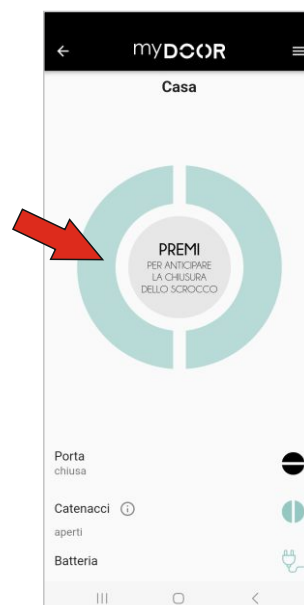 myDOOR
Casa
PREMI
PER ANTICIPARE
LA CHIUSURA
DELLO SCROCCO
Porta
chiusa
Catenacci
aperti
Batteria